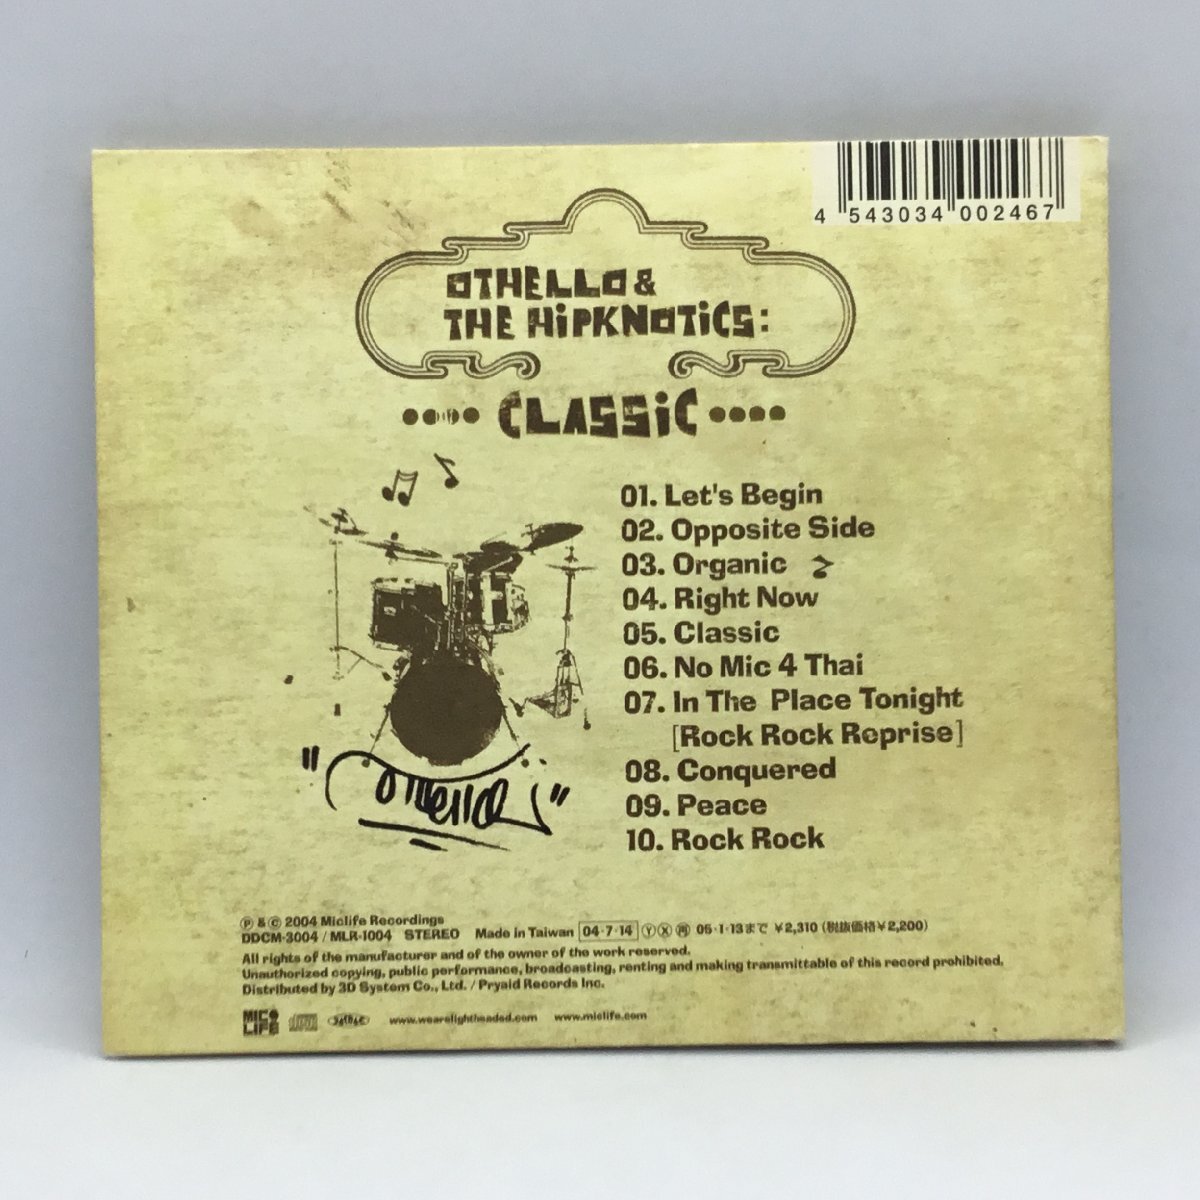 4 543034 002467
OTHELLO &
THE HiPKNOTiCS:
CLASSiC
01. Let's Begin
02. Opposite Side
03. Organic
04. Right Now
05. Classic
06. No Mic 4 Thai
07. In The Place Tonight
[Rock Rock Reprise]
08. Conquered
09. Peace
10. Rock Rock
"Othello"
Ⓟ & © 2004 Miclife Recordings
DDCM-3004 / MLR-1004 STEREO Made in Taiwan 04・7・14 Ⓨ Ⓧ ㊢ 05・1・13まで ¥2,310 (税抜価格¥2,200)
All rights of the manufacturer and of the owner of the work reserved.
Unauthorized copying, public performance, broadcasting, renting and making transmittable of this record prohibited.
Distributed by 3D System Co., Ltd. / Pryaid Records Inc.
MIC LIFE www.wearelightheaded.com www.miclife.com